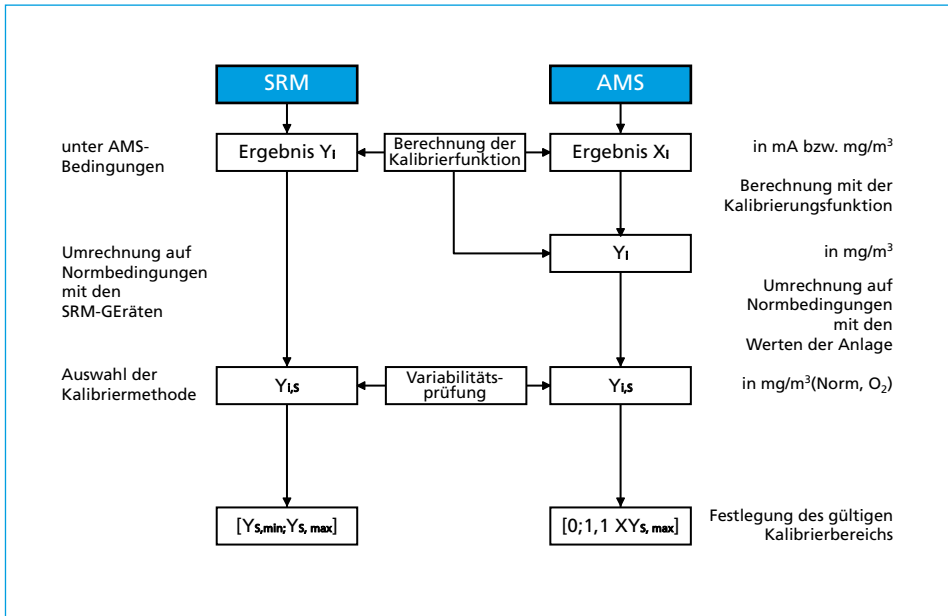 SRM
AMS
unter AMS-
Bedingungen
Ergebnis Yi
Berechnung der
Kalibrierfunktion
Ergebnis Xi
in mA bzw. mg/m³
Berechnung mit der
Kalibrierungsfunktion
Umrechnung auf
Normbedingungen
mit den
SRM-GEräten
Yi
in mg/m³
Umrechnung auf
Normbedingungen
mit den
Werten der Anlage
Auswahl der
Kalibriermethode
Yi,s
Variabilitäts-
prüfung
Yi,s
in mg/m³(Norm, O₂)
[YS,min;YS, max]
[0;1,1 XYS, max]
Festlegung des gültigen
Kalibrierbereichs